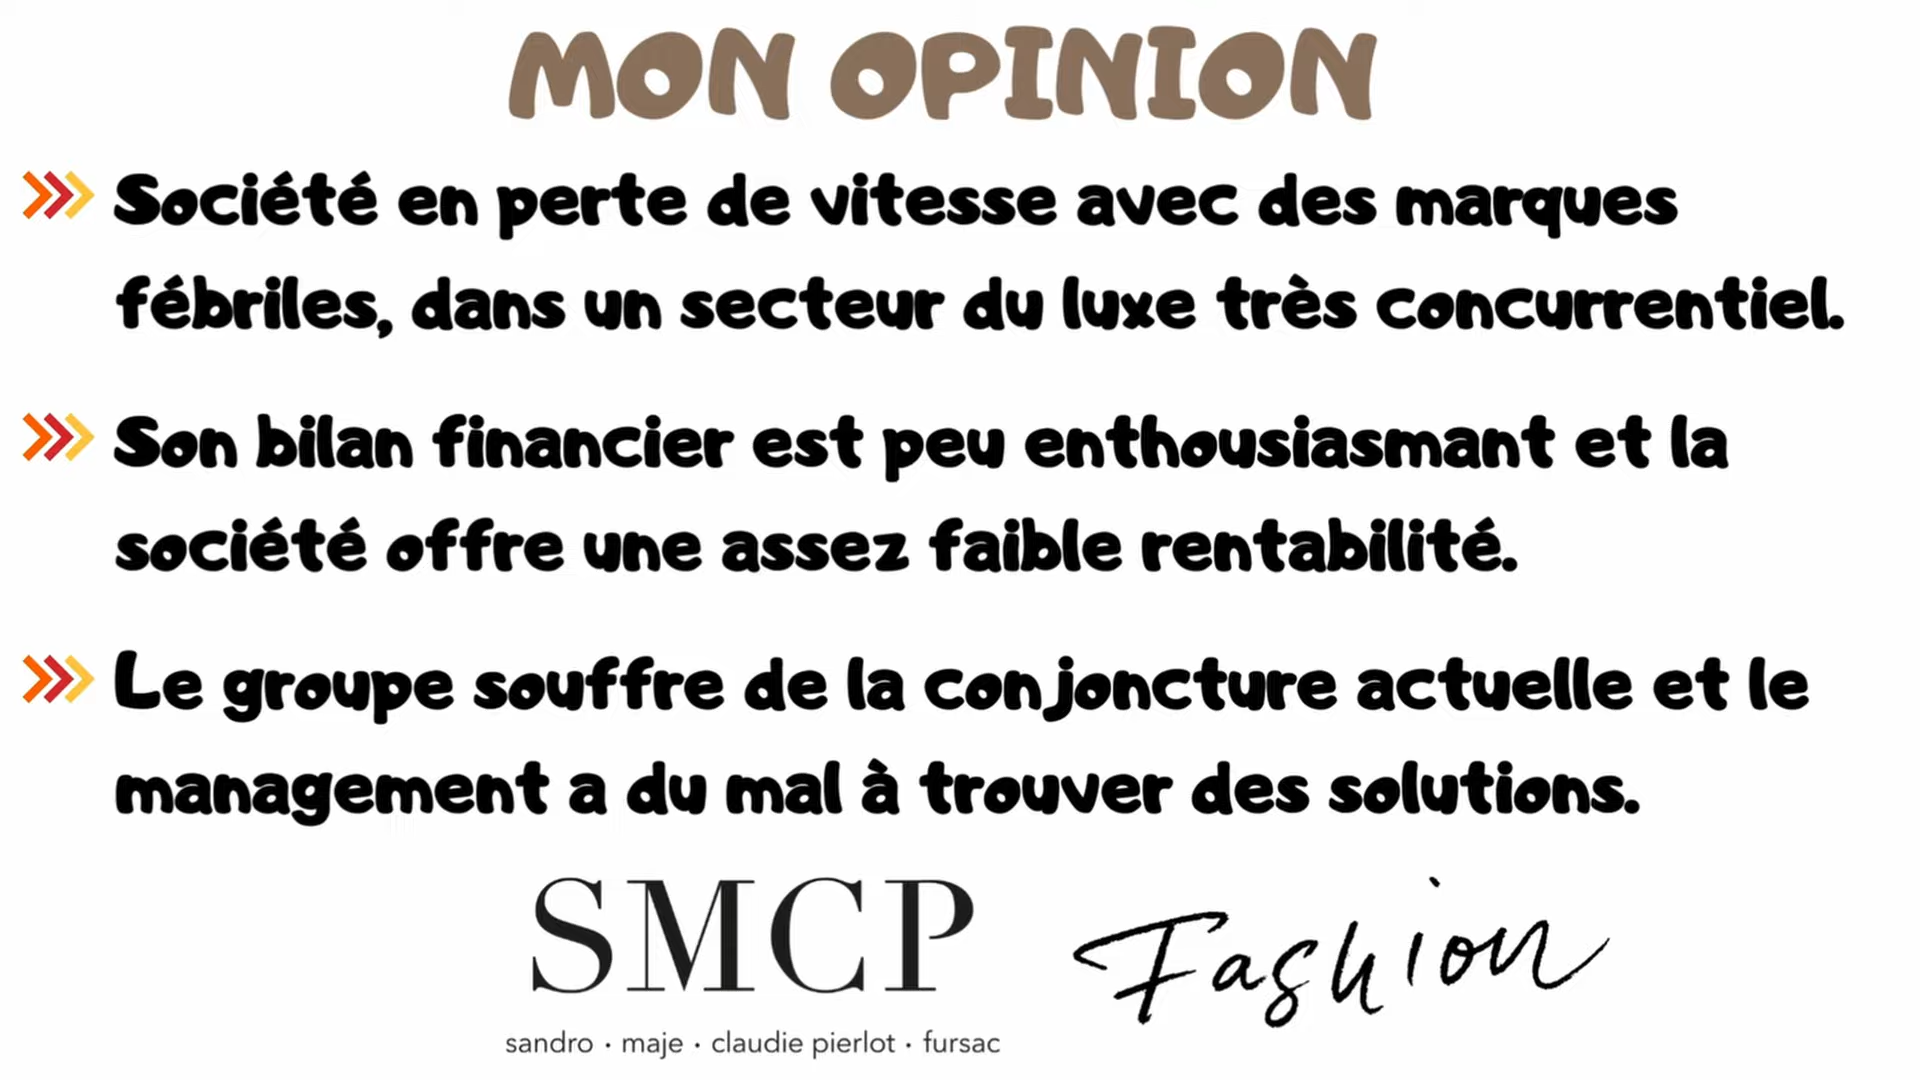 MON OPINION
Société en perte de vitesse avec des marques
fébriles, dans un secteur du luxe très concurrentiel.
Son bilan financier est peu enthousiasmant et la
société offre une assez faible rentabilité.
Le groupe souffre de la conjoncture actuelle et le
management a du mal à trouver des solutions.
SMCP
Fashion
sandro · maje · claudie pierlot · fursac